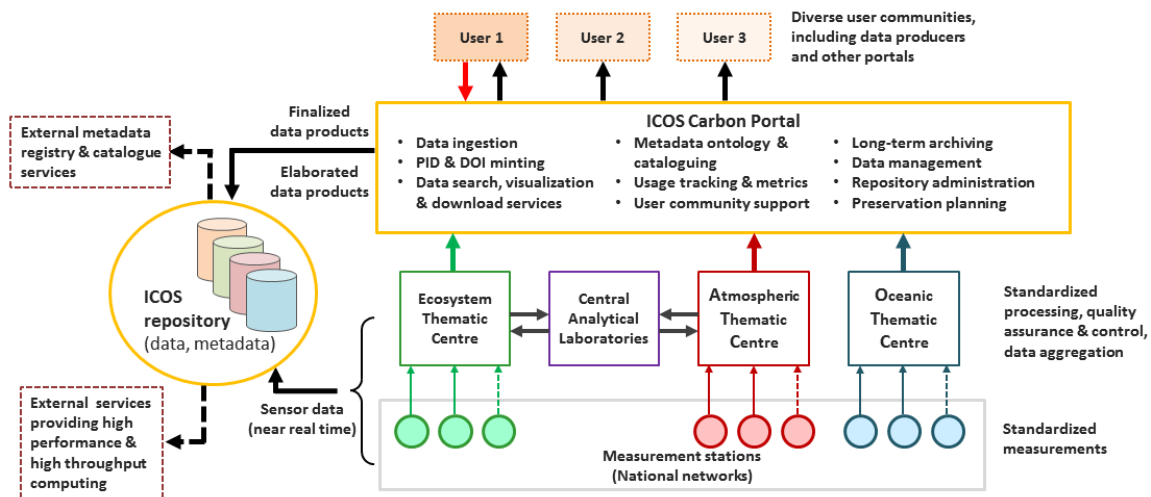 User 1
User 2
User 3
Diverse user communities,
including data producers
and other portals
External metadata
registry & catalogue
services
Finalized
data products
Elaborated
data products
ICOS Carbon Portal
• Data ingestion
• PID & DOI minting
• Data search, visualization
& download services
• Metadata ontology &
cataloguing
• Usage tracking & metrics
• User community support
• Long-term archiving
• Data management
• Repository administration
• Preservation planning
ICOS
repository
(data, metadata)
Ecosystem
Thematic
Centre
Central
Analytical
Laboratories
Atmospheric
Thematic
Centre
Oceanic
Thematic
Centre
Standardized
processing, quality
assurance & control,
data aggregation
External services
providing high
performance &
high throughput
computing
Sensor data
(near real time)
Measurement stations
(National networks)
Standardized
measurements